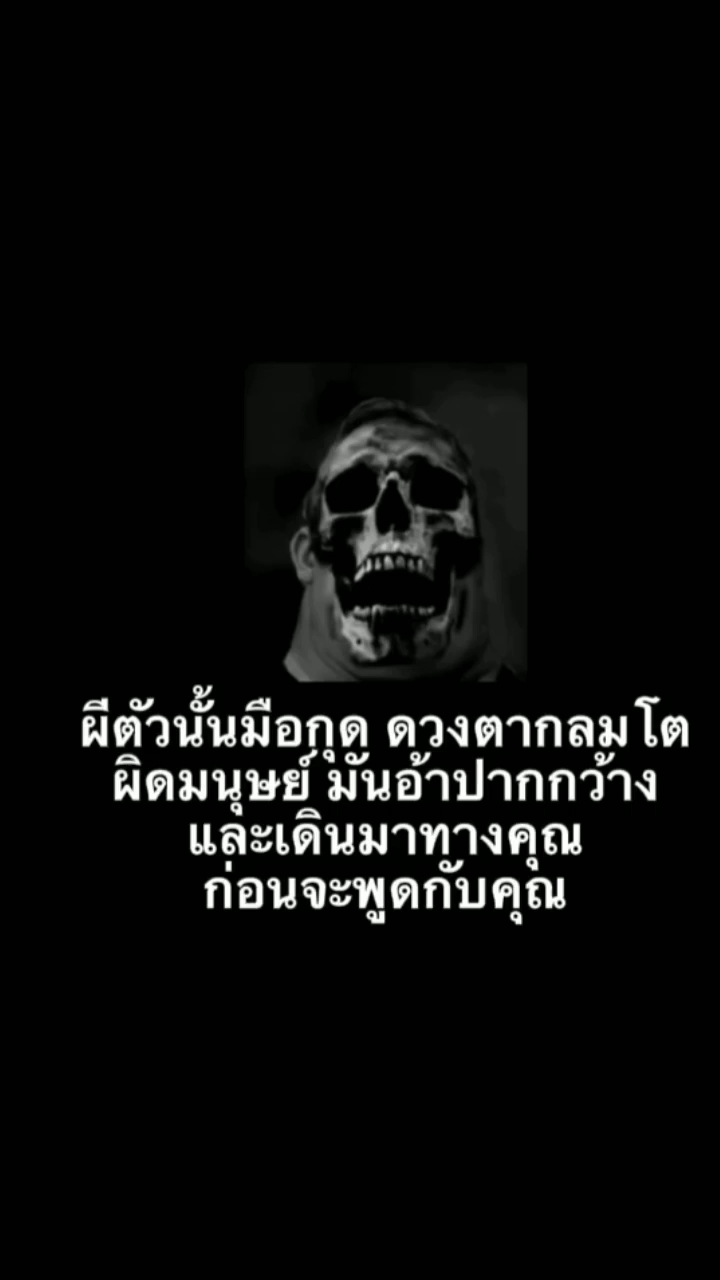 ผีตัวนั้นมือกุด ดวงตากลมโต
ผิดมนุษย์ มันอ้าปากกว้าง
และเดินมาทางคุณ
ก่อนจะพูดกับคุณ